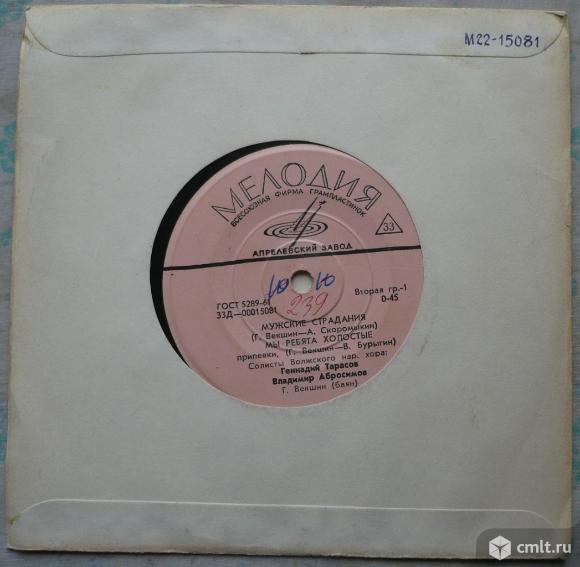 М22-15081
МЕЛОДИЯ
ВСЕСОЮЗНАЯ ФИРМА ГРАМПЛАСТИНОК
33
АПРЕЛЕВСКИЙ ЗАВОД
ГОСТ 5289-61
33Д—00015081
Вторая гр.-1
0-45
239
МУЖСКИЕ СТРАДАНИЯ
(Г. Векшин—А. Скоромыкин)
МЫ РЕБЯТА ХОЛОСТЫЕ
припевки, (Г. Векшин—В. Бурыгин)
Солисты Волжского нар. хора:
Геннадий Тарасов
Владимир Абросимов
Г. Векшин (баян)
cmlt.ru